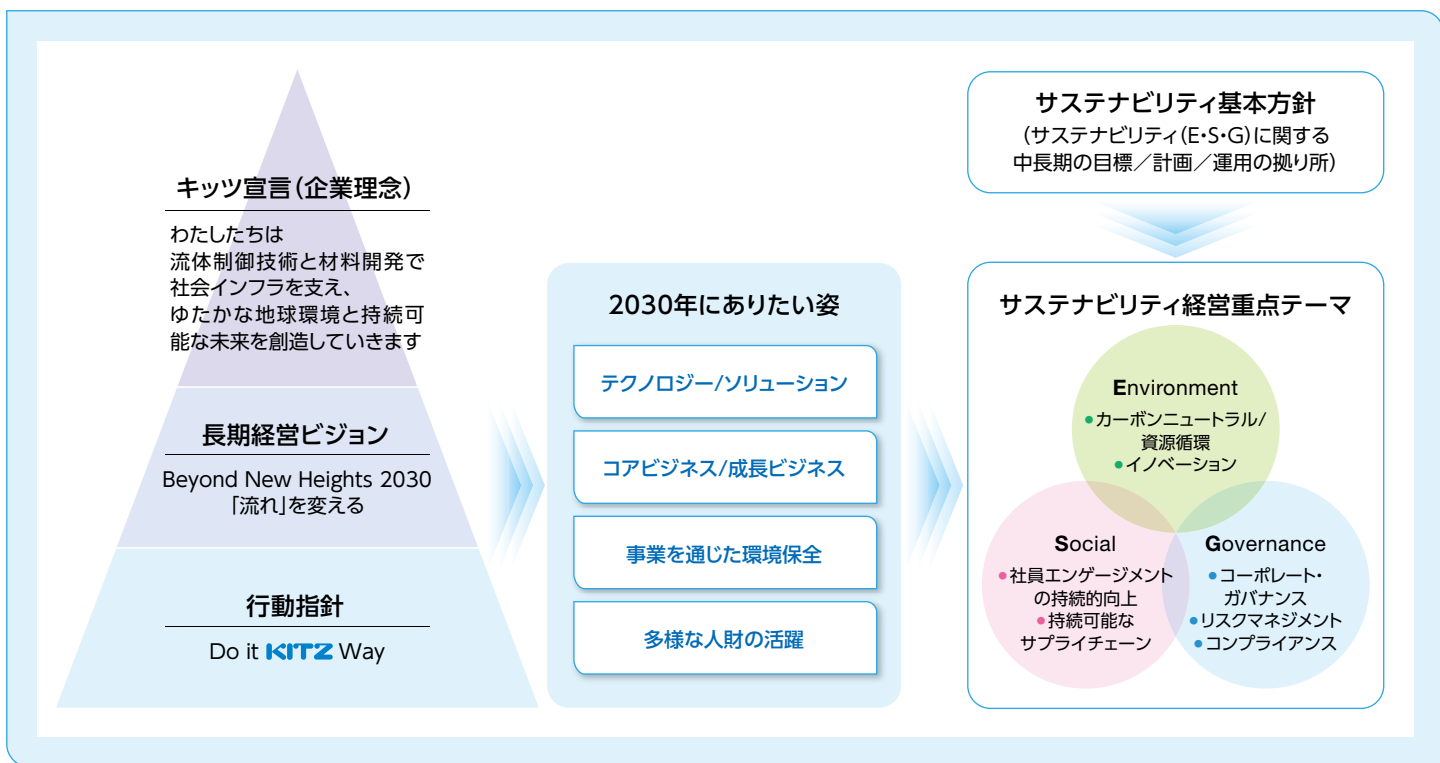 キッツ宣言(企業理念)
わたしたちは
流体制御技術と材料開発で
社会インフラを支え、
ゆたかな地球環境と持続可
能な未来を創造していきます
長期経営ビジョン
Beyond New Heights 2030
「流れ」を変える
行動指針
Do it KITZ Way
2030年にありたい姿
テクノロジー/ソリューション
コアビジネス/成長ビジネス
事業を通じた環境保全
多様な人財の活躍
サステナビリティ基本方針
(サステナビリティ(E・S・G)に関する
中長期の目標/計画/運用の拠り所)
サステナビリティ経営重点テーマ
Environment
●カーボンニュートラル/
資源循環
●イノベーション
Social
●社員エンゲージメント
の持続的向上
●持続可能な
サプライチェーン
Governance
●コーポレート・
ガバナンス
●リスクマネジメント
●コンプライアンス